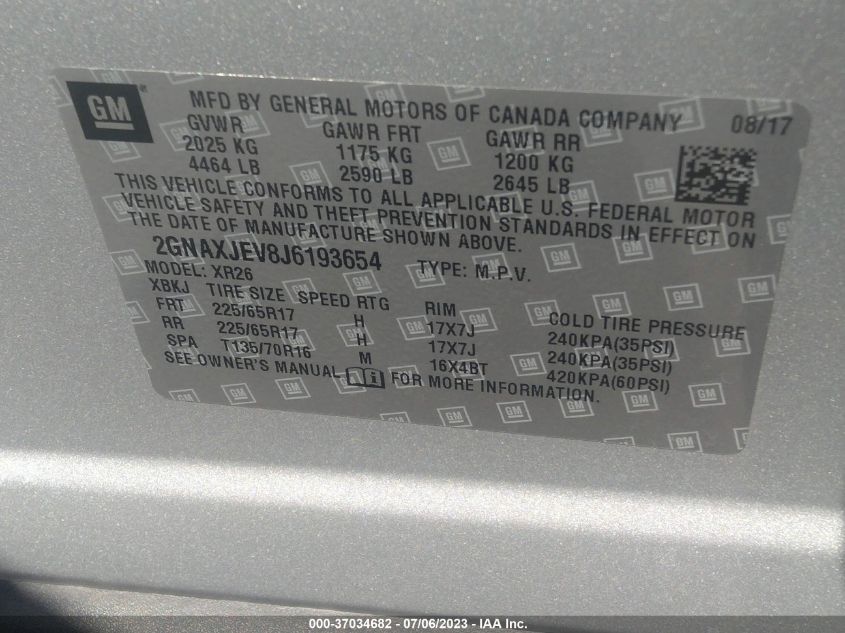 GM
MFD BY GENERAL MOTORS OF CANADA COMPANY 08/17
GVWR GAWR FRT GAWR RR
2025 KG 1175 KG 1200 KG
4464 LB 2590 LB 2645 LB
THIS VEHICLE CONFORMS TO ALL APPLICABLE U.S. FEDERAL MOTOR
VEHICLE SAFETY AND THEFT PREVENTION STANDARDS IN EFFECT ON
THE DATE OF MANUFACTURE SHOWN ABOVE.
2GNAXJEV8J6193654 TYPE: M.P.V.
MODEL: XR26
XBKJ TIRE SIZE SPEED RTG RIM COLD TIRE PRESSURE
FRT 225/65R17 H 17X7J 240KPA(35PSI)
RR 225/65R17 H 17X7J 240KPA(35PSI)
SPA T135/70R16 M 16X4BT 420KPA(60PSI)
SEE OWNER'S MANUAL FOR MORE INFORMATION.
000-37034682 / 07/06/2023 - IAA Inc.